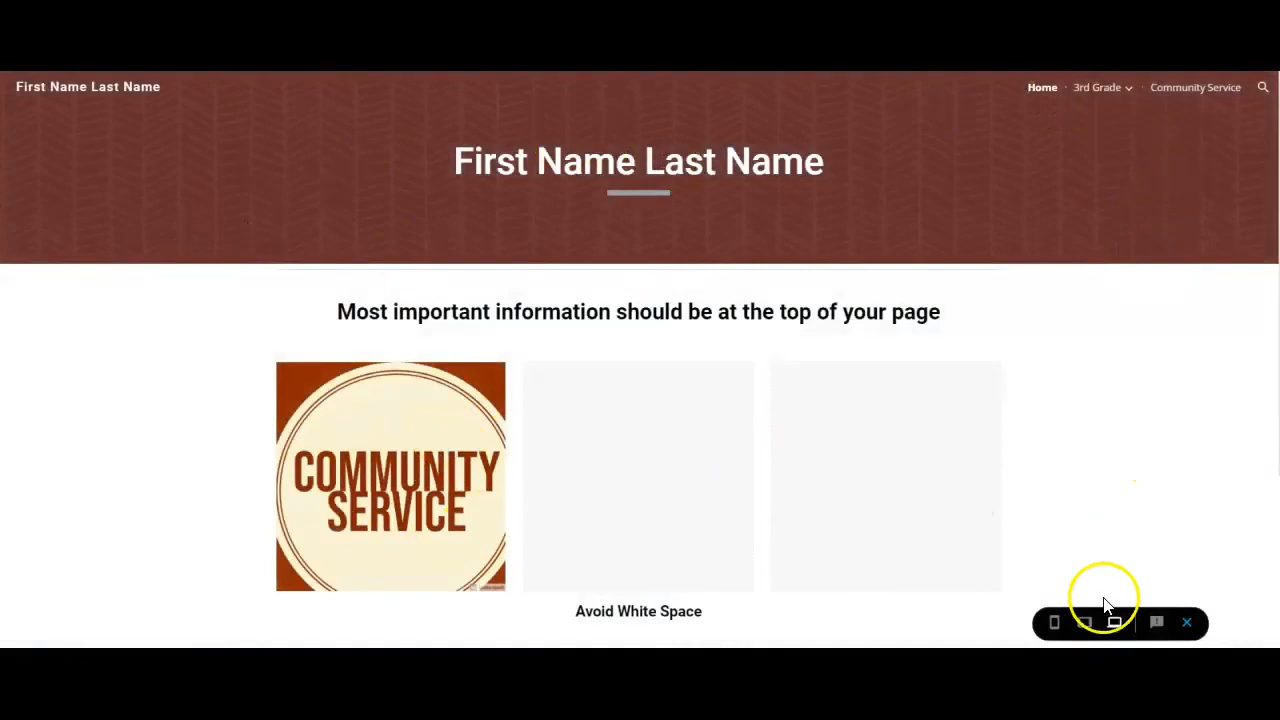 First Name Last Name
Home
3rd Grade
Community Service
First Name Last Name
Most important information should be at the top of your page
COMMUNITY
SERVICE
Avoid White Space